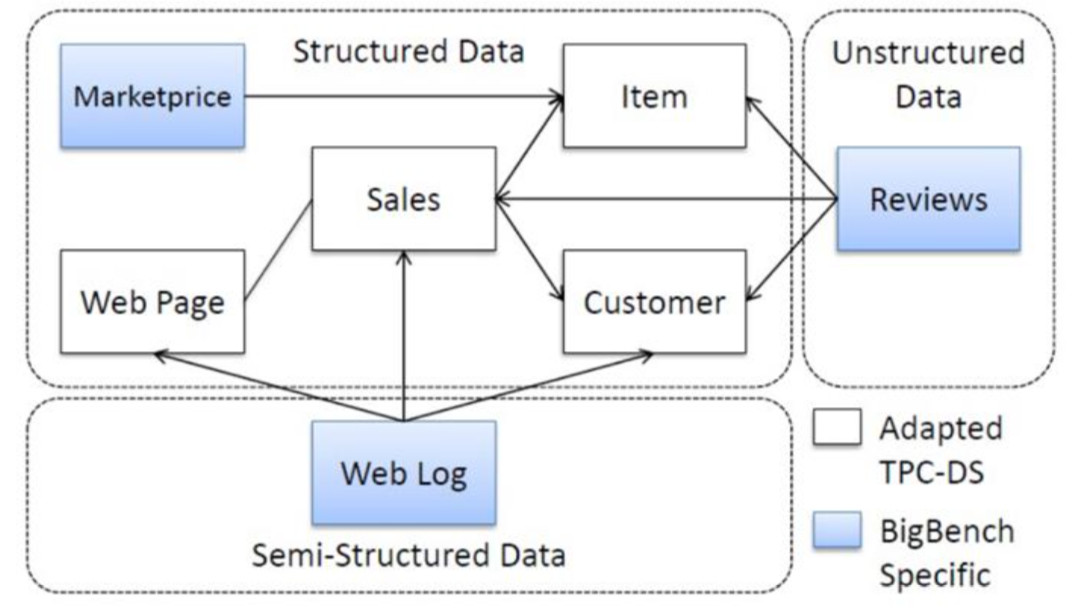 Structured Data
Marketprice
Item
Sales
Web Page
Customer
Unstructured
Data
Reviews
Web Log
Semi-Structured Data
Adapted
TPC-DS
BigBench
Specific